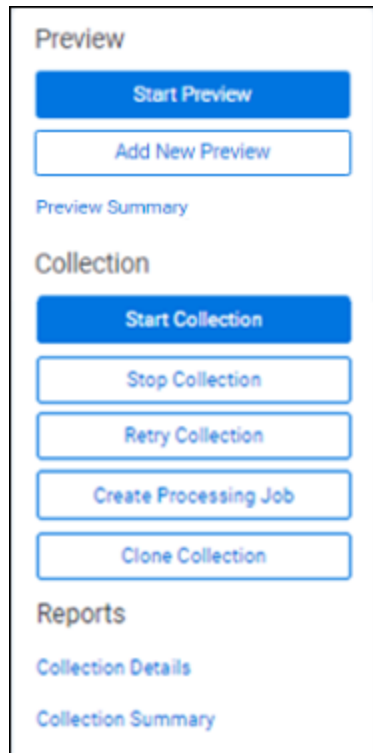 Preview
Start Preview
Add New Preview
Preview Summary
Collection
Start Collection
Stop Collection
Retry Collection
Create Processing Job
Clone Collection
Reports
Collection Details
Collection Summary